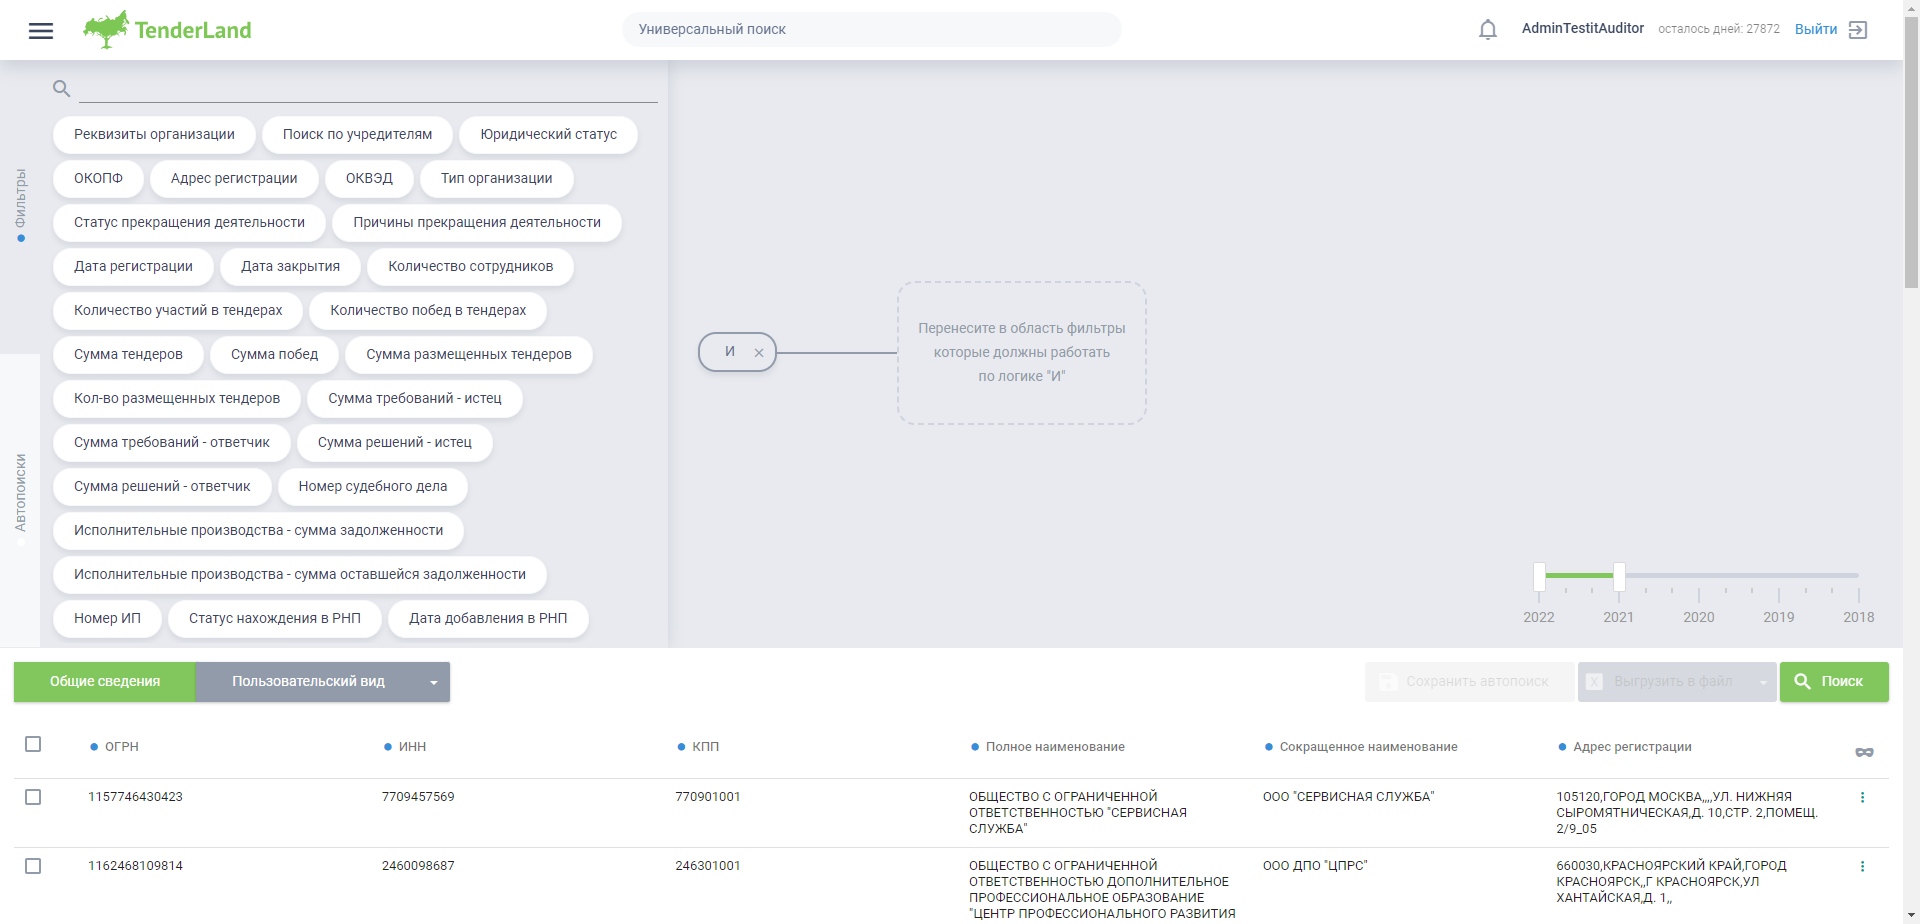 TenderLand
Универсальный поиск
AdminTestitAuditor осталось дней: 27872 Выйти
Фильтры
Автопоиски
Реквизиты организации Поиск по учредителям Юридический статус
ОКОПФ Адрес регистрации ОКВЭД Тип организации
Статус прекращения деятельности Причины прекращения деятельности
Дата регистрации Дата закрытия Количество сотрудников
Количество участий в тендерах Количество побед в тендерах
Сумма тендеров Сумма побед Сумма размещенных тендеров
Кол-во размещенных тендеров Сумма требований - истец
Сумма требований - ответчик Сумма решений - истец
Сумма решений - ответчик Номер судебного дела
Исполнительные производства - сумма задолженности
Исполнительные производства - сумма оставшейся задолженности
Номер ИП Статус нахождения в РНП Дата добавления в РНП
И
Перенесите в область фильтры
которые должны работать
по логике "И"
2022 2021 2020 2019 2018
Общие сведения Пользовательский вид Сохранить автопоиск Выгрузить в файл Поиск
ОГРН ИНН КПП Полное наименование Сокращенное наименование Адрес регистрации
1157746430423 7709457569 770901001 ОБЩЕСТВО С ОГРАНИЧЕННОЙ ООО "СЕРВИСНАЯ СЛУЖБА" 105120,ГОРОД МОСКВА,,,,УЛ. НИЖНЯЯ
ОТВЕТСТВЕННОСТЬЮ "СЕРВИСНАЯ СЫРОМЯТНИЧЕСКАЯ,Д. 10,СТР. 2,ПОМЕЩ.
СЛУЖБА" 2/9_05
1162468109814 2460098687 246301001 ОБЩЕСТВО С ОГРАНИЧЕННОЙ ООО ДПО "ЦПРС" 660030,КРАСНОЯРСКИЙ КРАЙ,ГОРОД
ОТВЕТСТВЕННОСТЬЮ ДОПОЛНИТЕЛЬНОЕ КРАСНОЯРСК,,Г КРАСНОЯРСК,УЛ
ПРОФЕССИОНАЛЬНОЕ ОБРАЗОВАНИЕ ХАНТАЙСКАЯ,Д. 1,,
"ЦЕНТР ПРОФЕССИОНАЛЬНОГО РАЗВИТИЯ